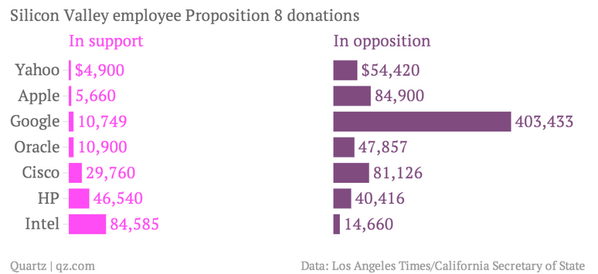 Silicon Valley employee Proposition 8 donations
In support In opposition
Yahoo $4,900 $54,420
Apple 5,660 84,900
Google 10,749 403,433
Oracle 10,900 47,857
Cisco 29,760 81,126
HP 46,540 40,416
Intel 84,585 14,660
Quartz | qz.com Data: Los Angeles Times/California Secretary of State